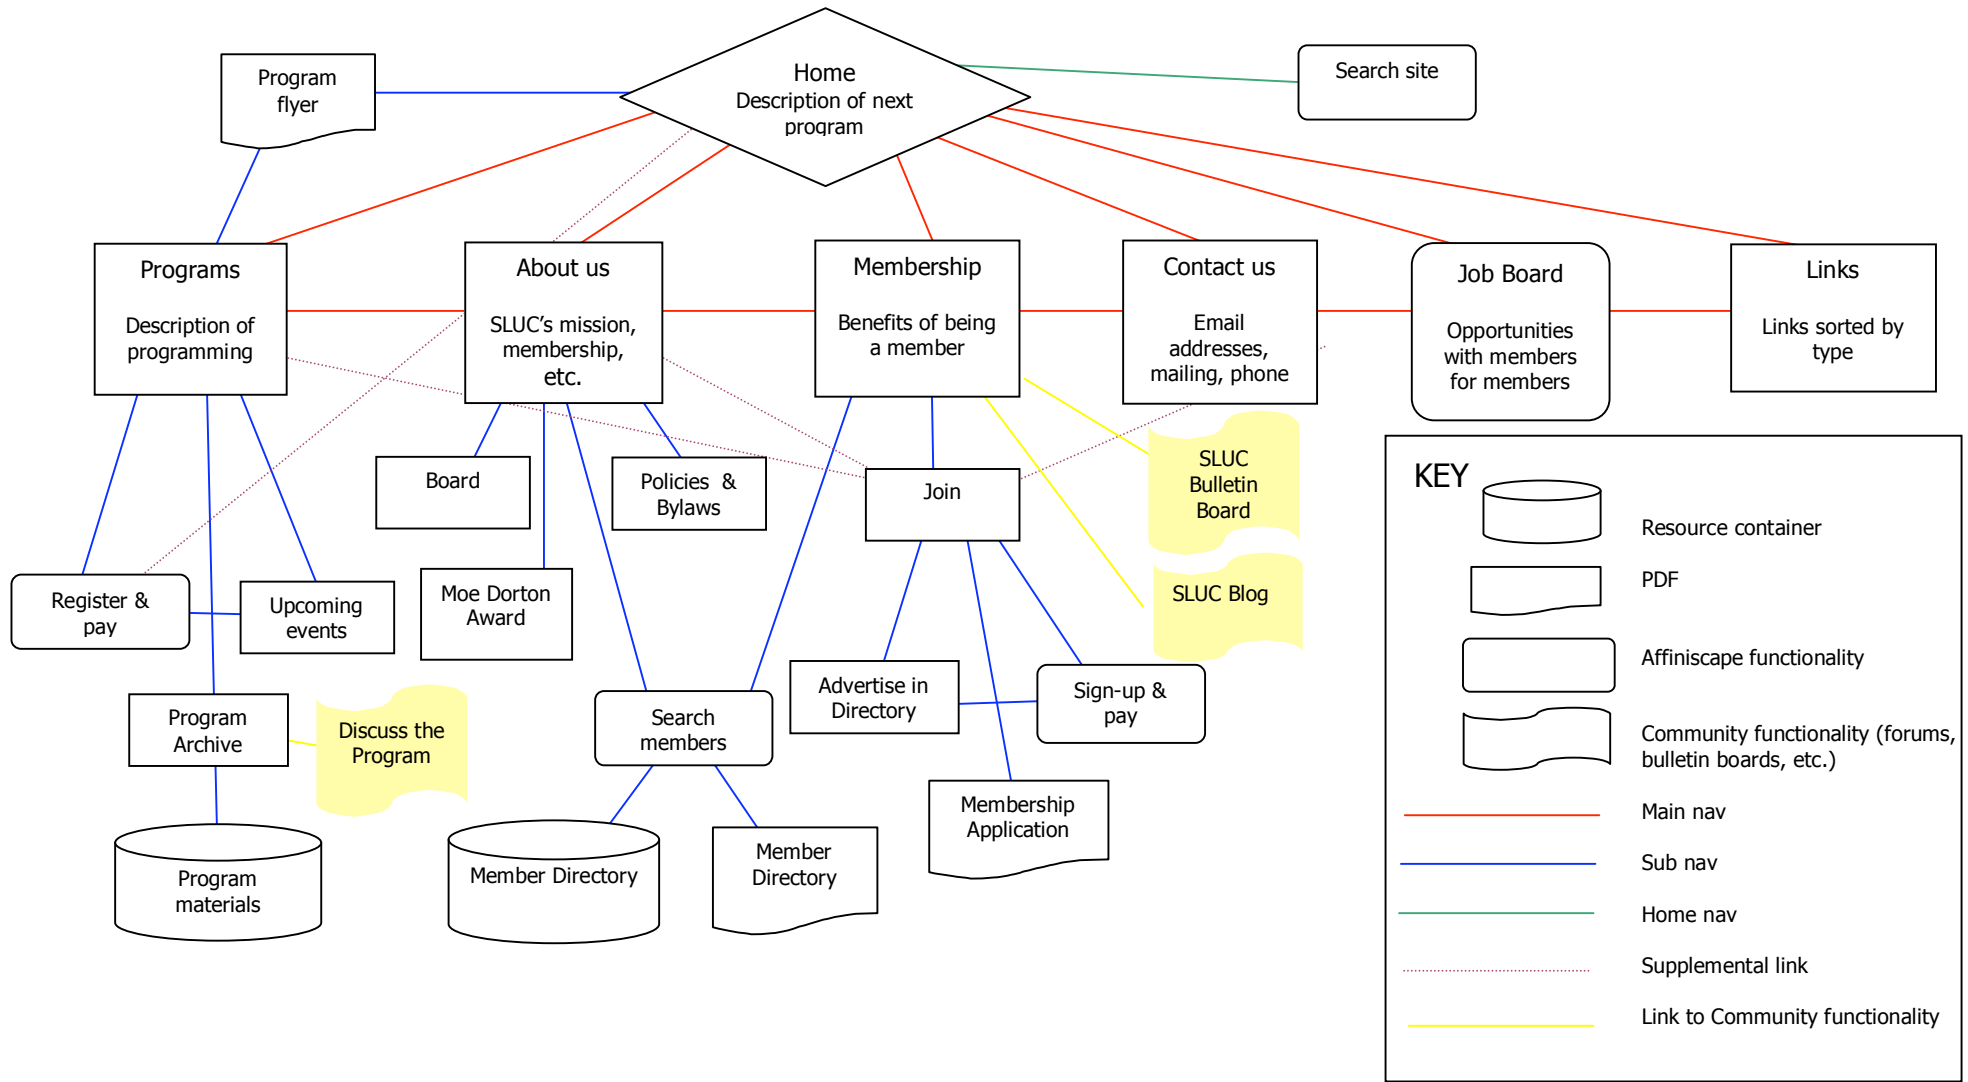 Program
flyer
Home
Description of next
program
Search site
Programs
Description of
programming
About us
SLUC’s mission,
membership,
etc.
Membership
Benefits of being
a member
Contact us
Email
addresses,
mailing, phone
Job Board
Opportunities
with members
for members
Links
Links sorted by
type
Board
Policies & 
Bylaws
Join
SLUC
Bulletin
Board
Register &
pay
Upcoming
events
Moe Dorton
Award
SLUC Blog
Program
Archive
Discuss the
Program
Search
members
Advertise in
Directory
Sign-up &
pay
Program
materials
Member Directory
Member
Directory
Membership
Application
KEY
Resource container
PDF
Affiniscape functionality
Community functionality (forums,
bulletin boards, etc.)
Main nav
Sub nav
Home nav
Supplemental link
Link to Community functionality